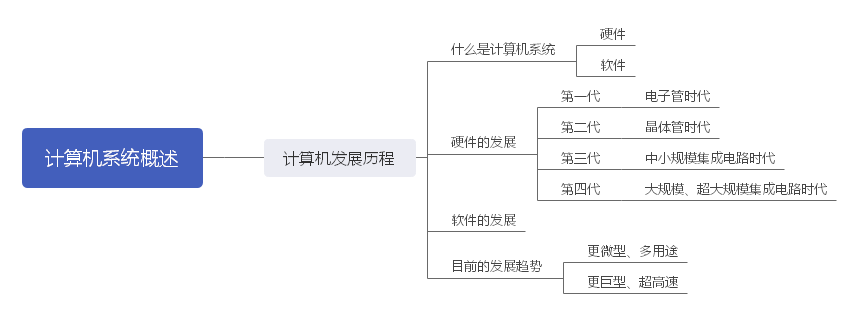 计算机系统概述
计算机发展历程
什么是计算机系统
硬件
软件
硬件的发展
第一代
电子管时代
第二代
晶体管时代
第三代
中小规模集成电路时代
第四代
大规模、超大规模集成电路时代
软件的发展
目前的发展趋势
更微型、多用途
更巨型、超高速